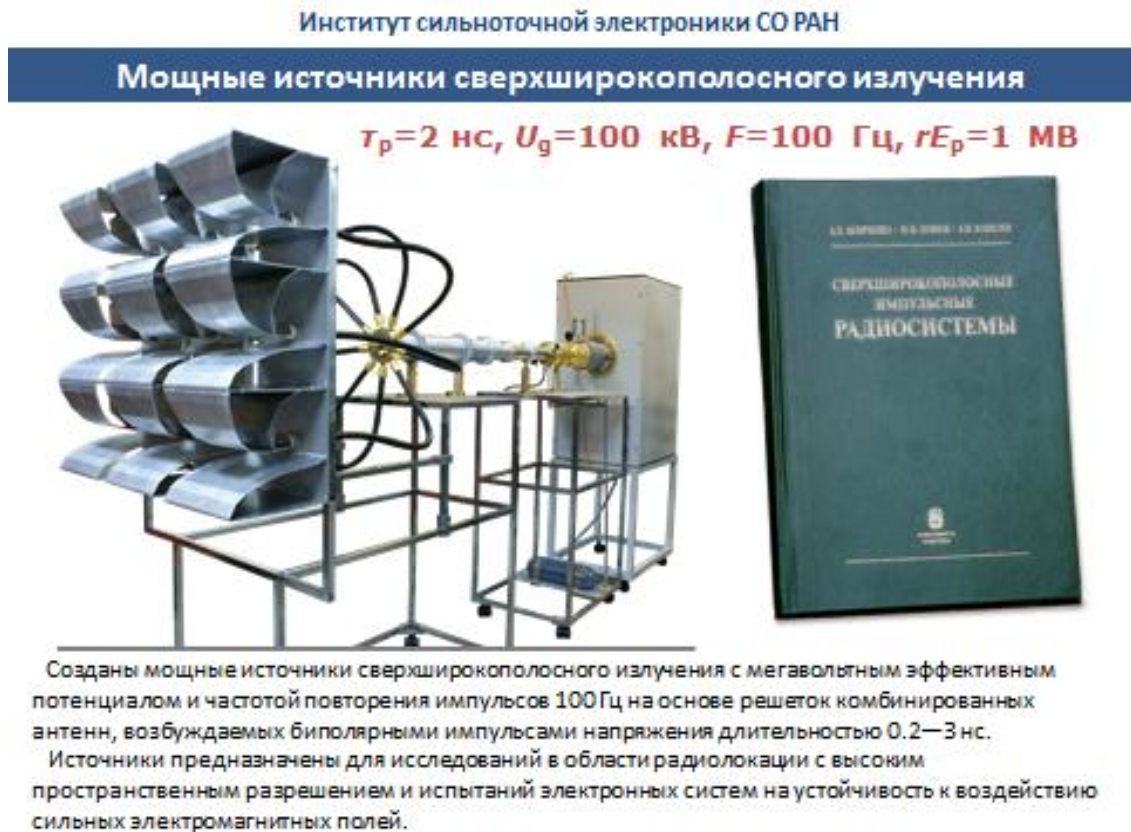 Институт сильноточной электроники СО РАН
Мощные источники сверхширокополосного излучения
τp=2 нс, Ug=100 кВ, F=100 Гц, rEp=1 МВ
СВЕРХШИРОКОПОЛОСНЫЕ
ИМПУЛЬСНЫЕ
РАДИОСИСТЕМЫ
Созданы мощные источники сверхширокополосного излучения с мегавольтным эффективным
потенциалом и частотой повторения импульсов 100 Гц на основе решеток комбинированных
антенн, возбуждаемых биполярными импульсами напряжения длительностью 0.2—3 нс.
Источники предназначены для исследований в области радиолокации с высоким
пространственным разрешением и испытаний электронных систем на устойчивость к воздействию
сильных электромагнитных полей.